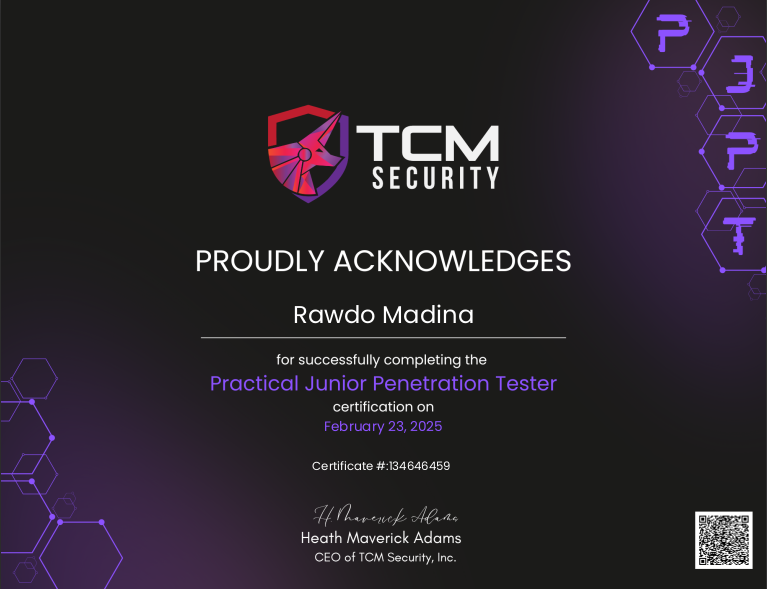 P
J
P
T
TCM
SECURITY
PROUDLY ACKNOWLEDGES
Rawdo Madina
for successfully completing the
Practical Junior Penetration Tester
certification on
February 23, 2025
Certificate #:134646459
H Maverick Adams
Heath Maverick Adams
CEO of TCM Security, Inc.